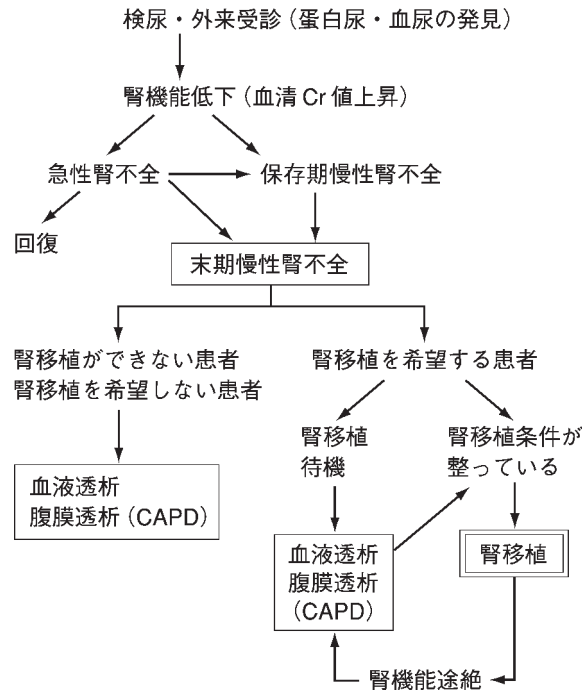 検尿・外来受診（蛋白尿・血尿の発見）
腎機能低下（血清 Cr 値上昇）
急性腎不全
保存期慢性腎不全
回復
末期慢性腎不全
腎移植ができない患者
腎移植を希望しない患者
腎移植を希望する患者
腎移植
待機
腎移植条件が
整っている
血液透析
腹膜透析（CAPD）
血液透析
腹膜透析
（CAPD）
腎移植
腎機能途絶